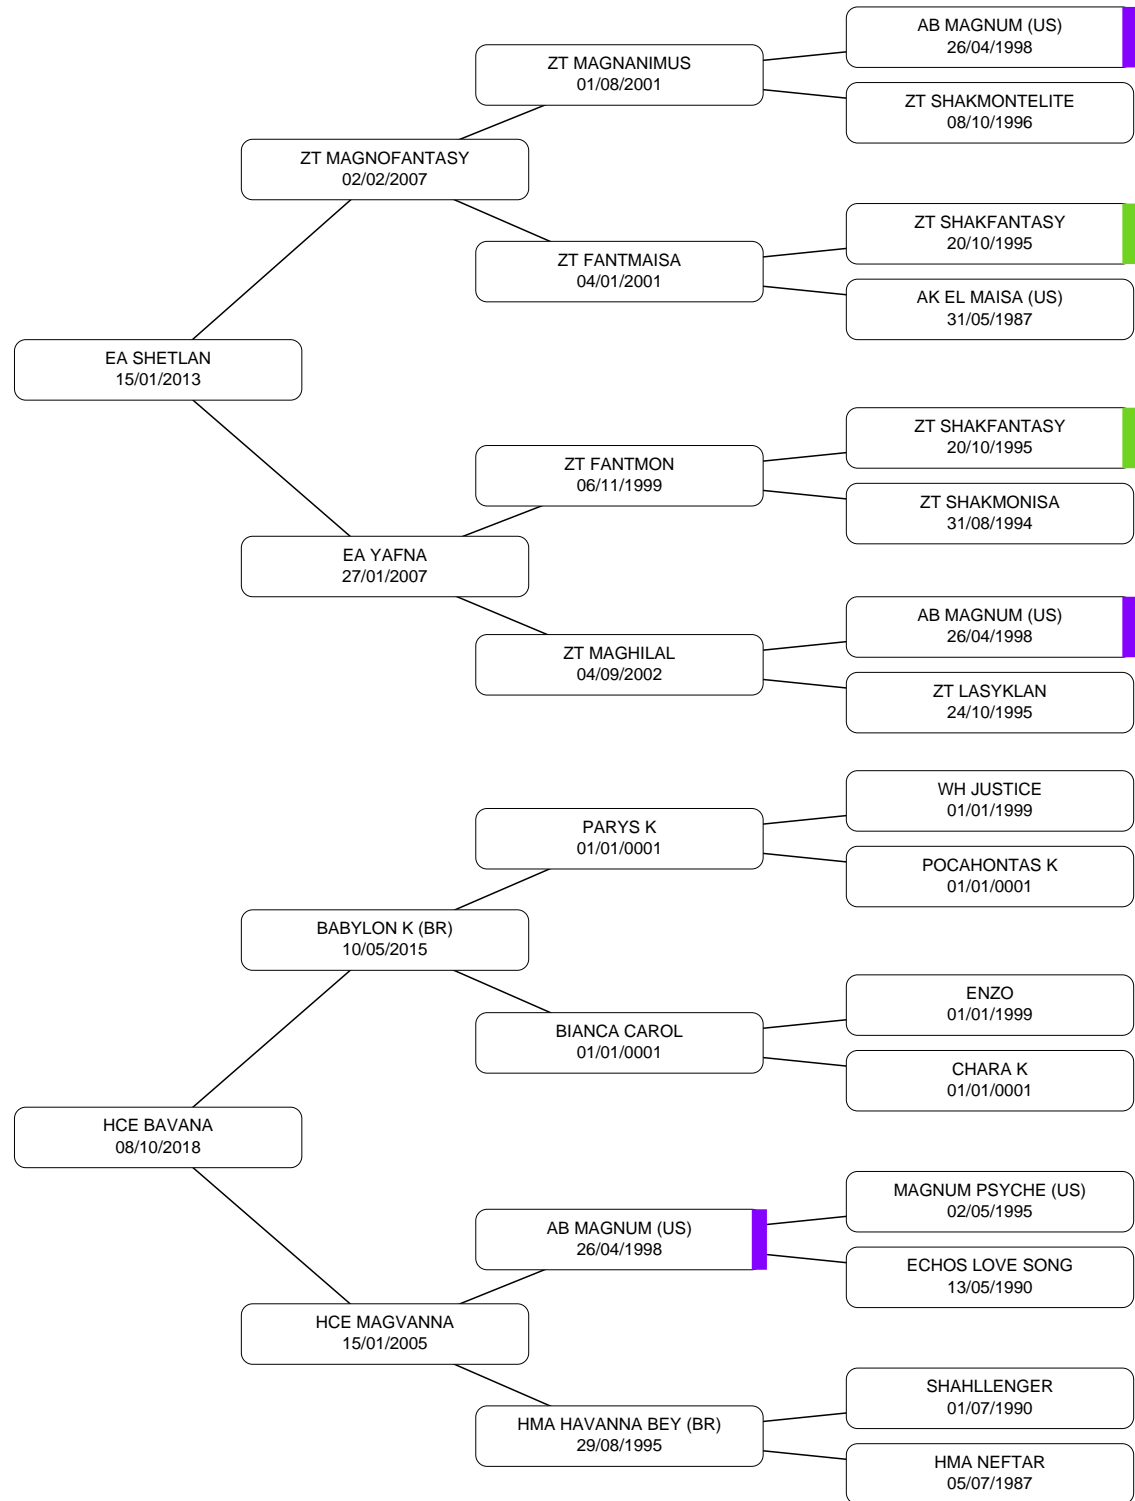 AB MAGNUM (US)
26/04/1998
ZT MAGNANIMUS
01/08/2001
ZT SHAKMONTELITE
08/10/1996
ZT MAGNOFANTASY
02/02/2007
ZT SHAKFANTASY
20/10/1995
ZT FANTMAISA
04/01/2001
AK EL MAISA (US)
31/05/1987
EA SHETLAN
15/01/2013
ZT SHAKFANTASY
20/10/1995
ZT FANTMON
06/11/1999
ZT SHAKMONISA
31/08/1994
EA YAFNA
27/01/2007
AB MAGNUM (US)
26/04/1998
ZT MAGHILAL
04/09/2002
ZT LASYKLAN
24/10/1995
WH JUSTICE
01/01/1999
PARYS K
01/01/0001
POCAHONTAS K
01/01/0001
BABYLON K (BR)
10/05/2015
ENZO
01/01/1999
BIANCA CAROL
01/01/0001
CHARA K
01/01/0001
HCE BAVANA
08/10/2018
MAGNUM PSYCHE (US)
02/05/1995
AB MAGNUM (US)
26/04/1998
ECHOS LOVE SONG
13/05/1990
HCE MAGVANNA
15/01/2005
SHAHLLENGER
01/07/1990
HMA HAVANNA BEY (BR)
29/08/1995
HMA NEFTAR
05/07/1987